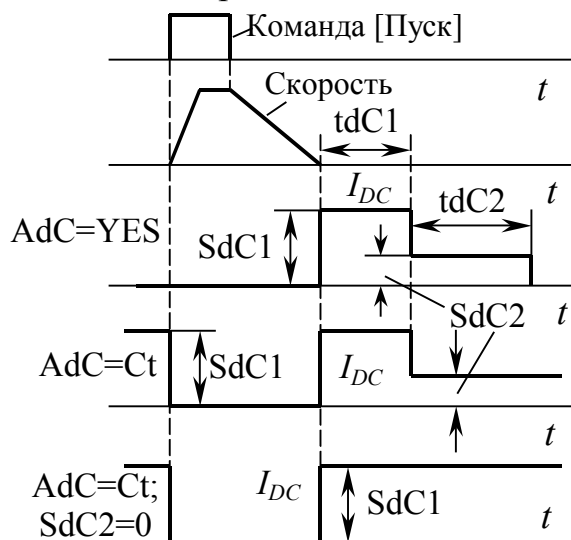 Команда [Пуск]
t
Скорость
tdC1
t
I_DC
tdC2
AdC=YES
SdC1
SdC2
t
AdC=Ct
SdC1
I_DC
t
AdC=Ct;
SdC2=0
I_DC
SdC1
t